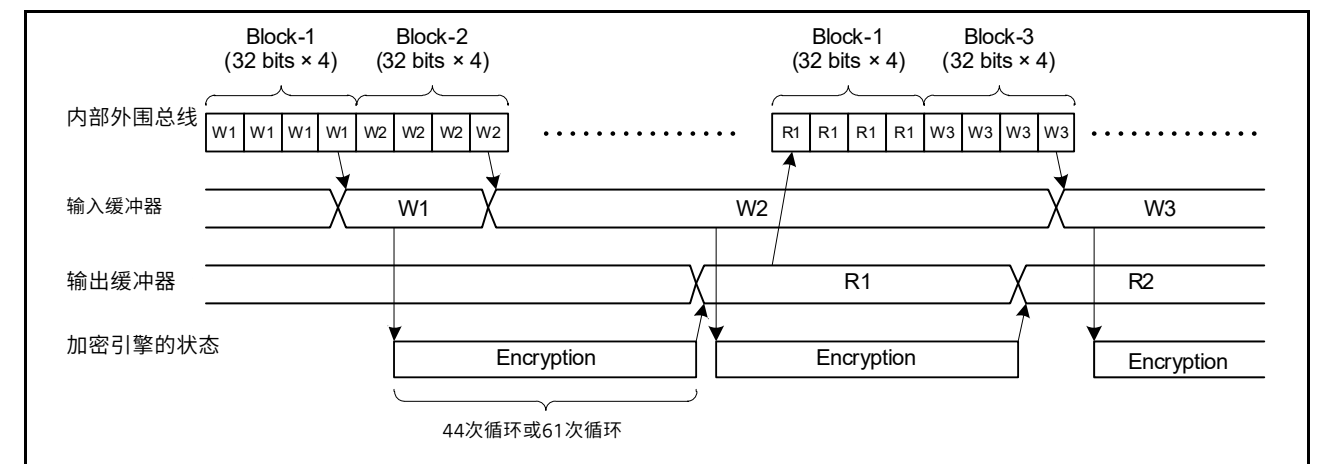 Block-1 Block-2 Block-1 Block-3
(32 bits × 4) (32 bits × 4) (32 bits × 4) (32 bits × 4)
内部外围总线 W1 W1 W1 W1 W2 W2 W2 W2 R1 R1 R1 R1 W3 W3 W3 W3
输入缓冲器 W1 W2 W3
输出缓冲器 R1 R2
加密引擎的状态 Encryption Encryption Encryption
44次循环或61次循环